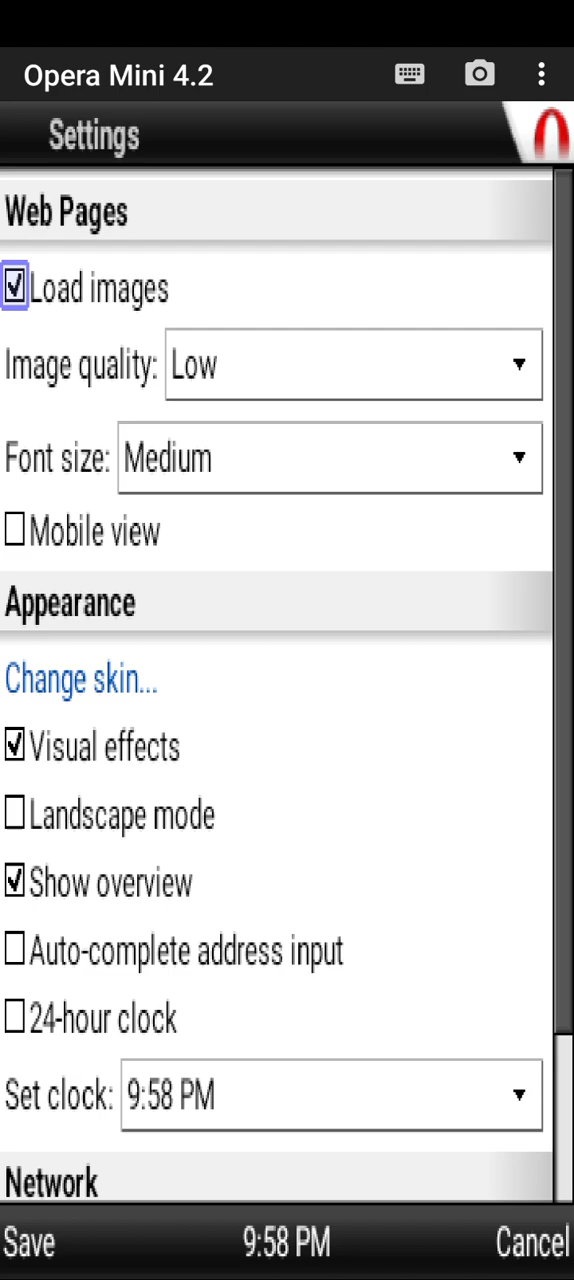 Opera Mini 4.2
Settings
Web Pages
Load images
Image quality: Low
Font size: Medium
Mobile view
Appearance
Change skin...
Visual effects
Landscape mode
Show overview
Auto-complete address input
24-hour clock
Set clock: 9:58 PM
Network
Save 9:58 PM Cancel